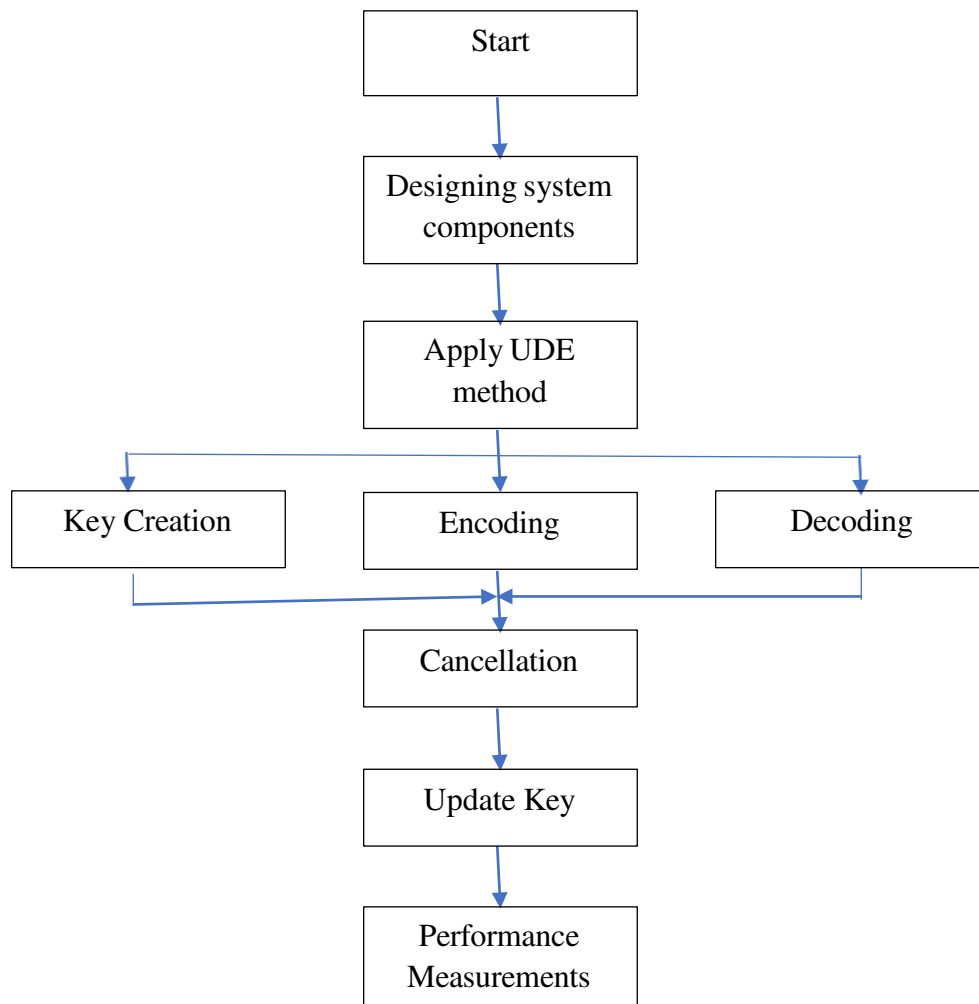 Start
Designing system
components
Apply UDE
method
Key Creation
Encoding
Decoding
Cancellation
Update Key
Performance
Measurements